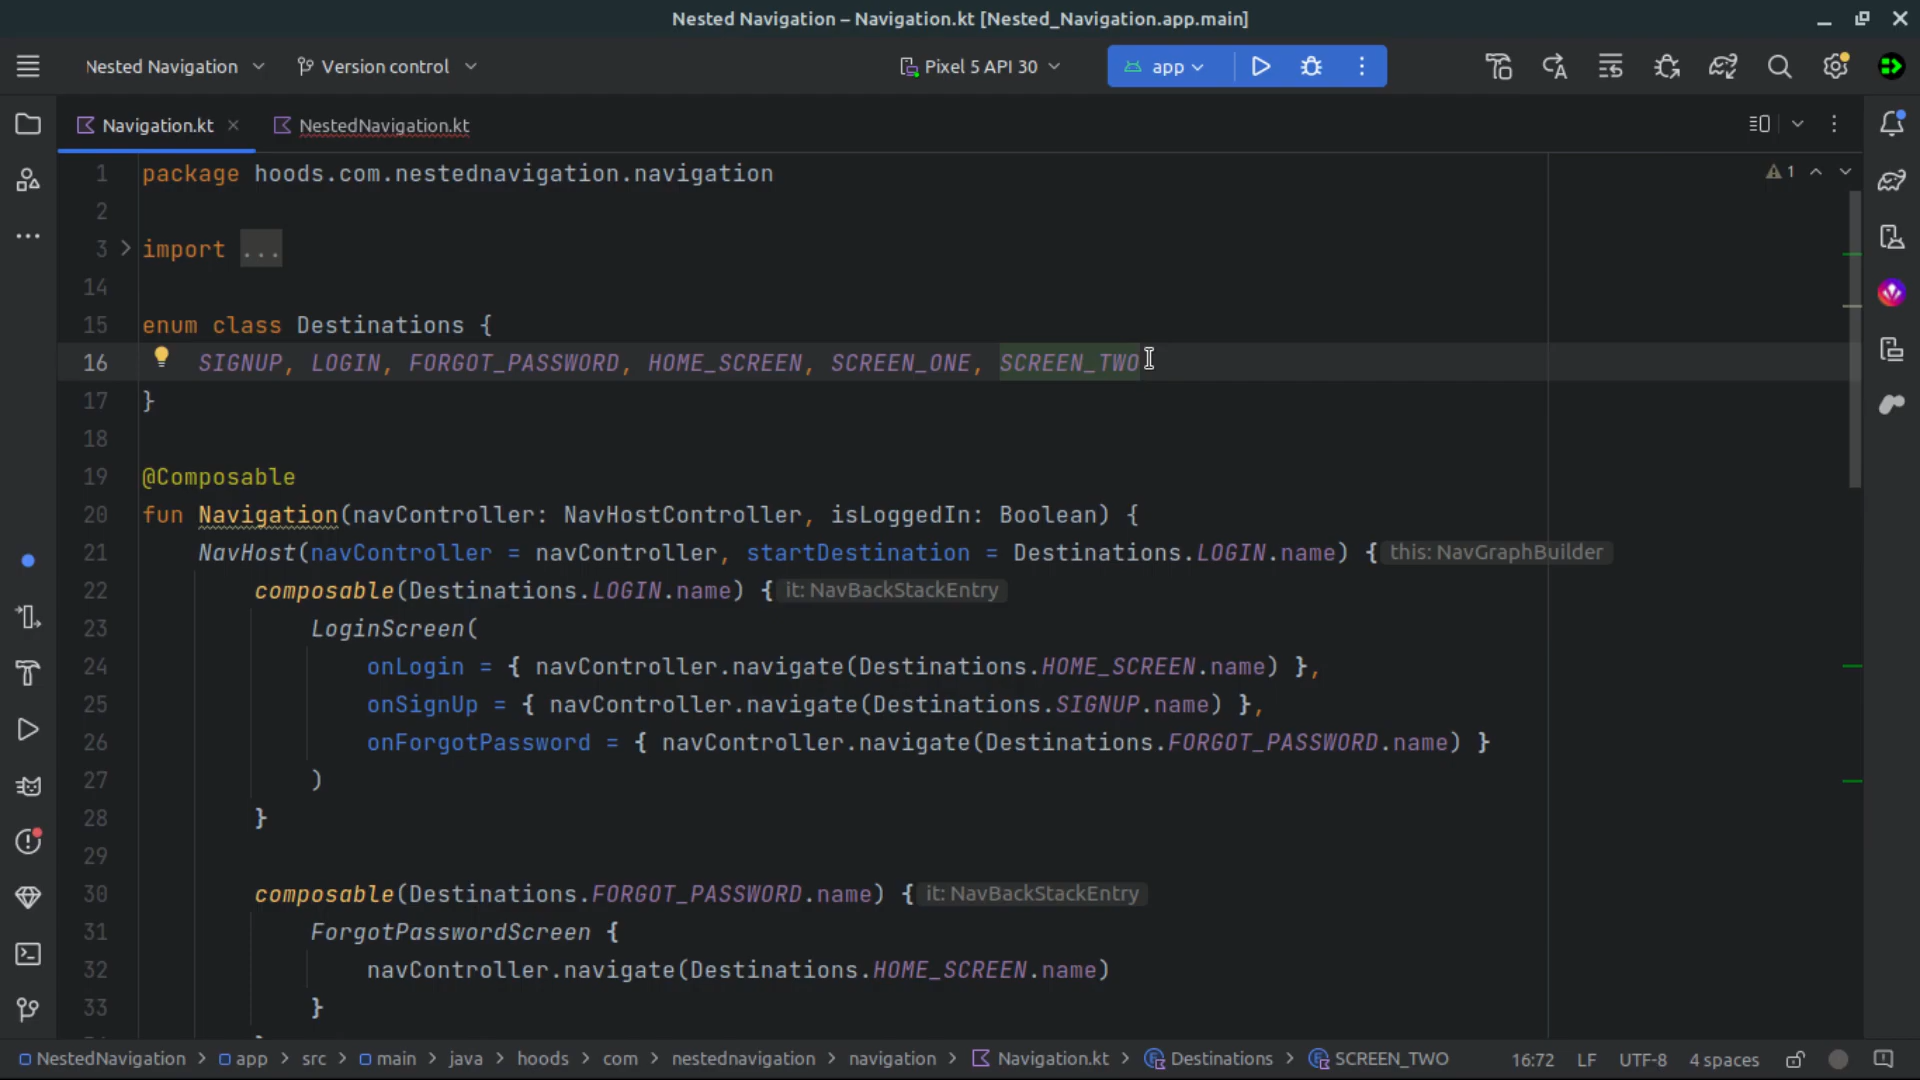 Nested Navigation – Navigation.kt [Nested_Navigation.app.main]
Nested Navigation Version control Pixel 5 API 30 app
Navigation.kt NestedNavigation.kt
1 package hoods.com.nestednavigation.navigation 1
2
3 import ...
14
15 enum class Destinations {
16 SIGNUP, LOGIN, FORGOT_PASSWORD, HOME_SCREEN, SCREEN_ONE, SCREEN_TWO
17 }
18
19 @Composable
20 fun Navigation(navController: NavHostController, isLoggedIn: Boolean) {
21 NavHost(navController = navController, startDestination = Destinations.LOGIN.name) { this: NavGraphBuilder
22 composable(Destinations.LOGIN.name) { it: NavBackStackEntry
23 LoginScreen(
24 onLogin = { navController.navigate(Destinations.HOME_SCREEN.name) },
25 onSignUp = { navController.navigate(Destinations.SIGNUP.name) },
26 onForgotPassword = { navController.navigate(Destinations.FORGOT_PASSWORD.name) }
27 )
28 }
29
30 composable(Destinations.FORGOT_PASSWORD.name) { it: NavBackStackEntry
31 ForgotPasswordScreen {
32 navController.navigate(Destinations.HOME_SCREEN.name)
33 }
NestedNavigation > app > src > main > java > hoods > com > nestednavigation > navigation > Navigation.kt > Destinations > SCREEN_TWO 16:72 LF UTF-8 4 spaces